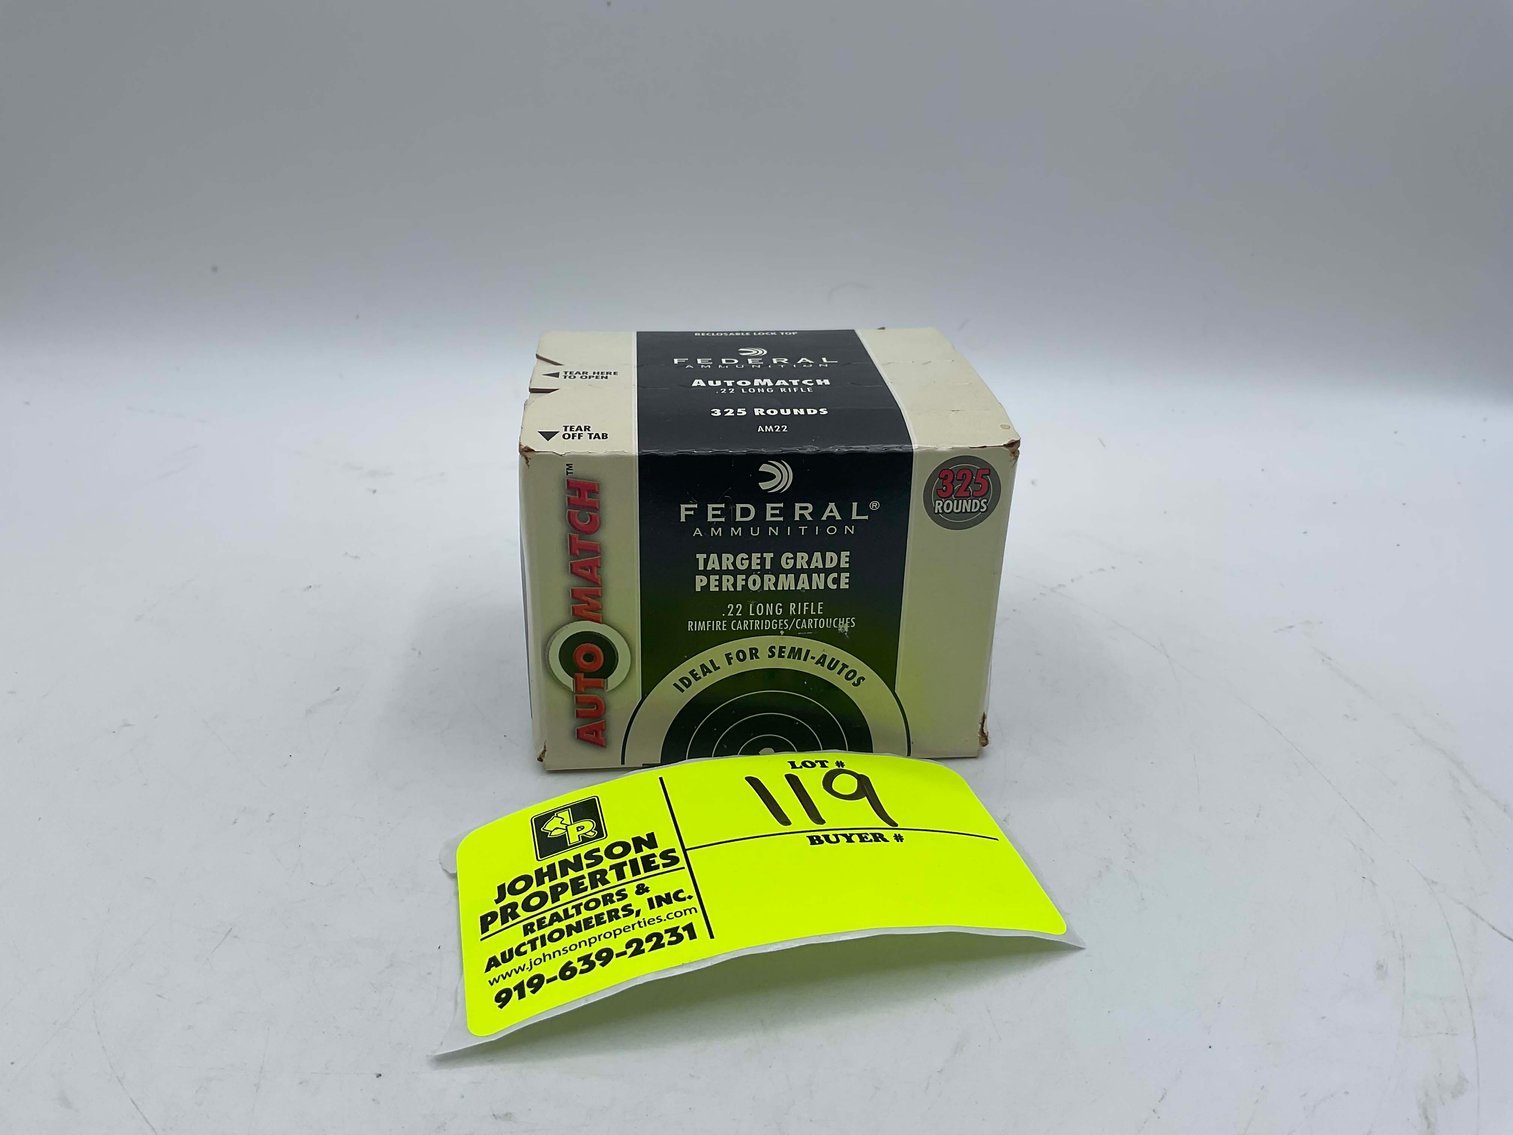 RECLOSABLE LOCK TOP
FEDERAL
AMMUNITION
AUTOMATCH
.22 LONG RIFLE
325 ROUNDS
AM22
TEAR HERE
TO OPEN
TEAR
OFF TAB
AUTOMATCH™
FEDERAL®
AMMUNITION
TARGET GRADE
PERFORMANCE
.22 LONG RIFLE
RIMFIRE CARTRIDGES/CARTOUCHES
IDEAL FOR SEMI-AUTOS
325
ROUNDS
JR
JOHNSON
PROPERTIES
REALTORS &
AUCTIONEERS, INC.
www.johnsonproperties.com
919-639-2231
LOT #
119
BUYER #